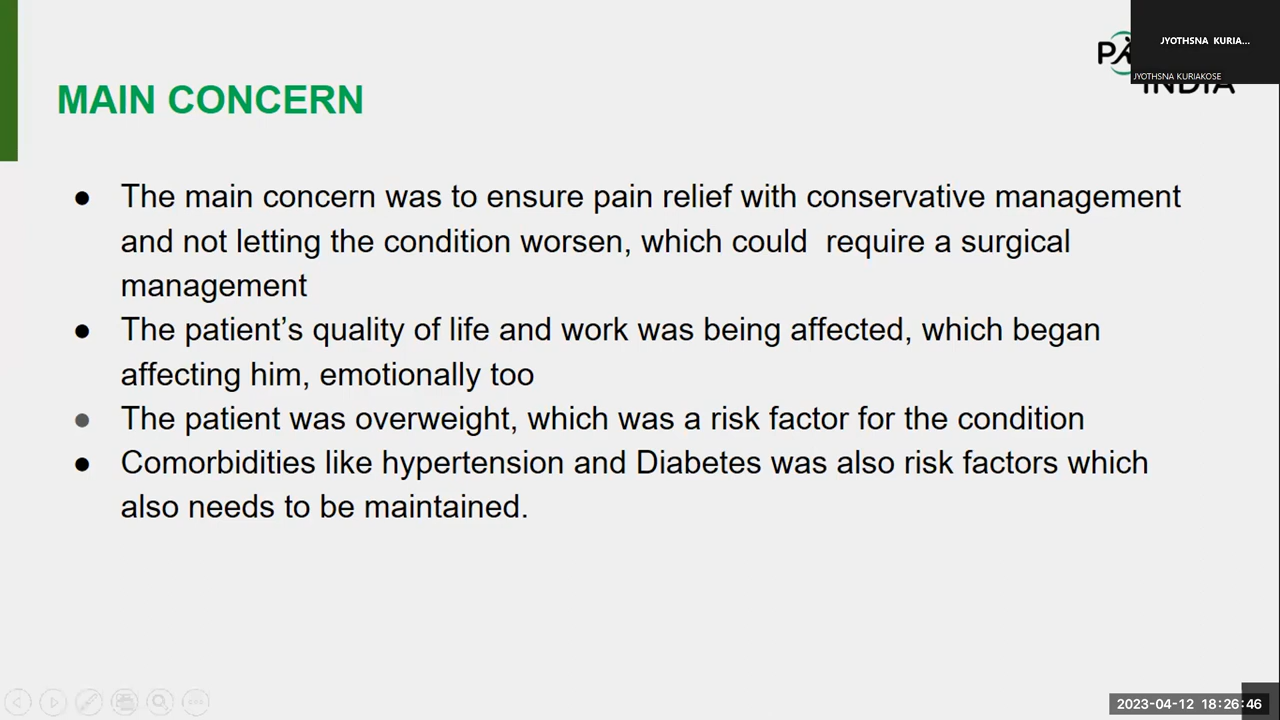 JYOTHSNA KURIA...
JYOTHSNA KURIAKOSE
INDIA
MAIN CONCERN
● The main concern was to ensure pain relief with conservative management
and not letting the condition worsen, which could  require a surgical
management
● The patient’s quality of life and work was being affected, which began
affecting him, emotionally too
● The patient was overweight, which was a risk factor for the condition
● Comorbidities like hypertension and Diabetes was also risk factors which
also needs to be maintained.
2023-04-12 18:26:46